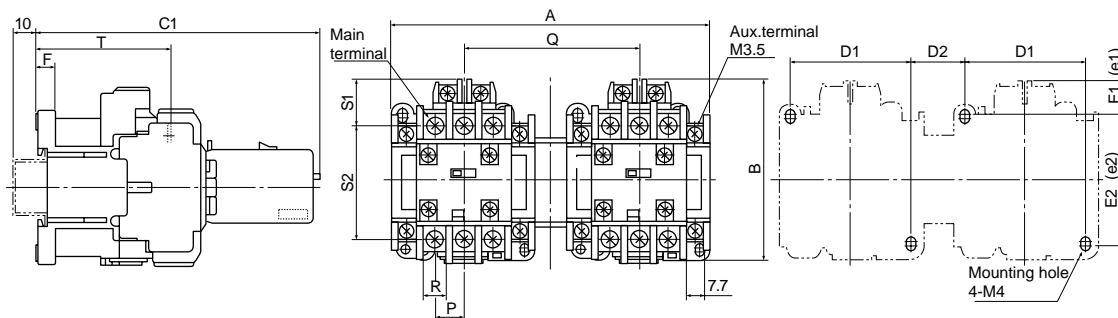 10
C1
T
F
A
Q
Main
terminal
Aux.terminal
M3.5
S1
S2
B
R
P
7.7
D1
D2
D1
E1 (e1)
E2 (e2)
Mounting hole
4-M4